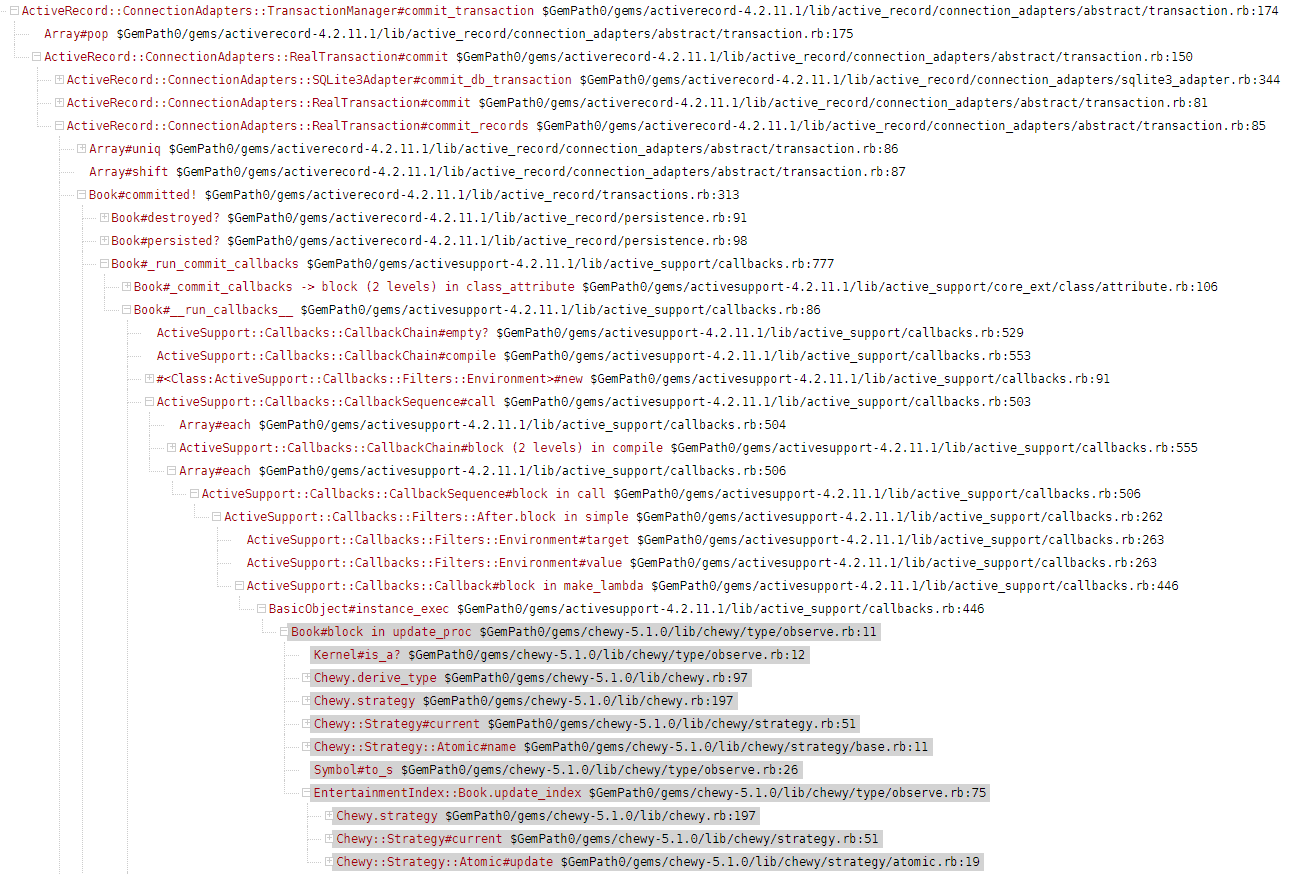 ActiveRecord::ConnectionAdapters::TransactionManager#commit_transaction $GemPath0/gems/activerecord-4.2.11.1/lib/active_record/connection_adapters/abstract/transaction.rb:174
Array#pop $GemPath0/gems/activerecord-4.2.11.1/lib/active_record/connection_adapters/abstract/transaction.rb:175
ActiveRecord::ConnectionAdapters::RealTransaction#commit $GemPath0/gems/activerecord-4.2.11.1/lib/active_record/connection_adapters/abstract/transaction.rb:150
ActiveRecord::ConnectionAdapters::SQLite3Adapter#commit_db_transaction $GemPath0/gems/activerecord-4.2.11.1/lib/active_record/connection_adapters/sqlite3_adapter.rb:344
ActiveRecord::ConnectionAdapters::RealTransaction#commit $GemPath0/gems/activerecord-4.2.11.1/lib/active_record/connection_adapters/abstract/transaction.rb:81
ActiveRecord::ConnectionAdapters::RealTransaction#commit_records $GemPath0/gems/activerecord-4.2.11.1/lib/active_record/connection_adapters/abstract/transaction.rb:85
Array#uniq $GemPath0/gems/activerecord-4.2.11.1/lib/active_record/connection_adapters/abstract/transaction.rb:86
Array#shift $GemPath0/gems/activerecord-4.2.11.1/lib/active_record/connection_adapters/abstract/transaction.rb:87
Book#committed! $GemPath0/gems/activerecord-4.2.11.1/lib/active_record/transactions.rb:313
Book#destroyed? $GemPath0/gems/activerecord-4.2.11.1/lib/active_record/persistence.rb:91
Book#persisted? $GemPath0/gems/activerecord-4.2.11.1/lib/active_record/persistence.rb:98
Book#_run_commit_callbacks $GemPath0/gems/activesupport-4.2.11.1/lib/active_support/callbacks.rb:777
Book#_commit_callbacks -> block (2 levels) in class_attribute $GemPath0/gems/activesupport-4.2.11.1/lib/active_support/core_ext/class/attribute.rb:106
Book#__run_callbacks__ $GemPath0/gems/activesupport-4.2.11.1/lib/active_support/callbacks.rb:86
ActiveSupport::Callbacks::CallbackChain#empty? $GemPath0/gems/activesupport-4.2.11.1/lib/active_support/callbacks.rb:529
ActiveSupport::Callbacks::CallbackChain#compile $GemPath0/gems/activesupport-4.2.11.1/lib/active_support/callbacks.rb:553
#<Class:ActiveSupport::Callbacks::Filters::Environment>#new $GemPath0/gems/activesupport-4.2.11.1/lib/active_support/callbacks.rb:91
ActiveSupport::Callbacks::CallbackSequence#call $GemPath0/gems/activesupport-4.2.11.1/lib/active_support/callbacks.rb:503
Array#each $GemPath0/gems/activesupport-4.2.11.1/lib/active_support/callbacks.rb:504
ActiveSupport::Callbacks::CallbackChain#block (2 levels) in compile $GemPath0/gems/activesupport-4.2.11.1/lib/active_support/callbacks.rb:555
Array#each $GemPath0/gems/activesupport-4.2.11.1/lib/active_support/callbacks.rb:506
ActiveSupport::Callbacks::CallbackSequence#block in call $GemPath0/gems/activesupport-4.2.11.1/lib/active_support/callbacks.rb:506
ActiveSupport::Callbacks::Filters::After.block in simple $GemPath0/gems/activesupport-4.2.11.1/lib/active_support/callbacks.rb:262
ActiveSupport::Callbacks::Filters::Environment#target $GemPath0/gems/activesupport-4.2.11.1/lib/active_support/callbacks.rb:263
ActiveSupport::Callbacks::Filters::Environment#value $GemPath0/gems/activesupport-4.2.11.1/lib/active_support/callbacks.rb:263
ActiveSupport::Callbacks::Callback#block in make_lambda $GemPath0/gems/activesupport-4.2.11.1/lib/active_support/callbacks.rb:446
BasicObject#instance_exec $GemPath0/gems/activesupport-4.2.11.1/lib/active_support/callbacks.rb:446
Book#block in update_proc $GemPath0/gems/chewy-5.1.0/lib/chewy/type/observe.rb:11
Kernel#is_a? $GemPath0/gems/chewy-5.1.0/lib/chewy/type/observe.rb:12
Chewy.derive_type $GemPath0/gems/chewy-5.1.0/lib/chewy.rb:97
Chewy.strategy $GemPath0/gems/chewy-5.1.0/lib/chewy.rb:197
Chewy::Strategy#current $GemPath0/gems/chewy-5.1.0/lib/chewy/strategy.rb:51
Chewy::Strategy::Atomic#name $GemPath0/gems/chewy-5.1.0/lib/chewy/strategy/base.rb:11
Symbol#to_s $GemPath0/gems/chewy-5.1.0/lib/chewy/type/observe.rb:26
EntertainmentIndex::Book.update_index $GemPath0/gems/chewy-5.1.0/lib/chewy/type/observe.rb:75
Chewy.strategy $GemPath0/gems/chewy-5.1.0/lib/chewy.rb:197
Chewy::Strategy#current $GemPath0/gems/chewy-5.1.0/lib/chewy/strategy.rb:51
Chewy::Strategy::Atomic#update $GemPath0/gems/chewy-5.1.0/lib/chewy/strategy/atomic.rb:19